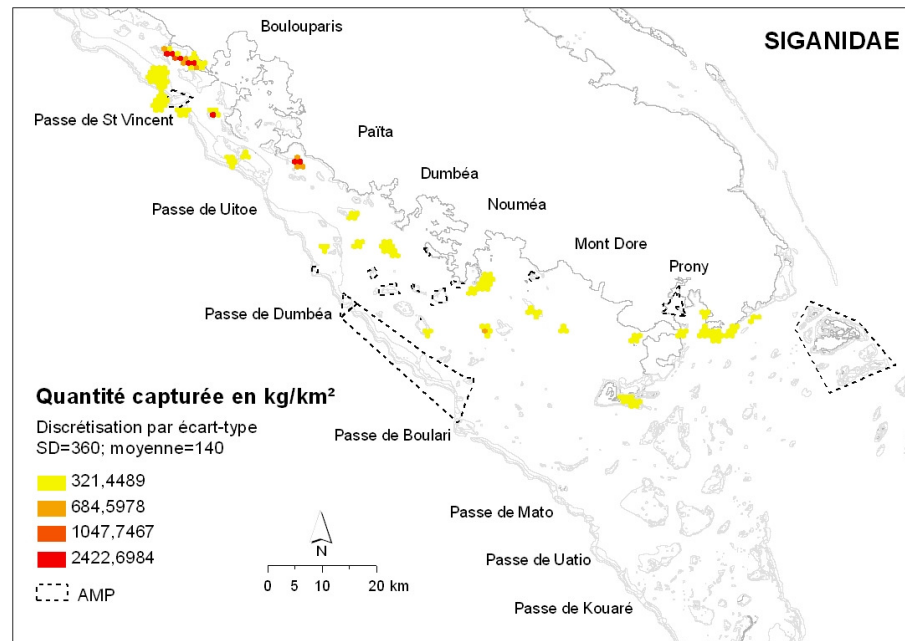 Boulouparis
SIGANIDAE
Passe de St Vincent
Païta
Dumbéa
Passe de Uitoe
Nouméa
Mont Dore
Prony
Passe de Dumbéa
Quantité capturée en kg/km²
Discrétisation par écart-type
SD=360; moyenne=140
321,4489
684,5978
1047,7467
2422,6984
AMP
Passe de Boulari
Passe de Mato
Passe de Uatio
Passe de Kouaré
N
0 5 10 20 km